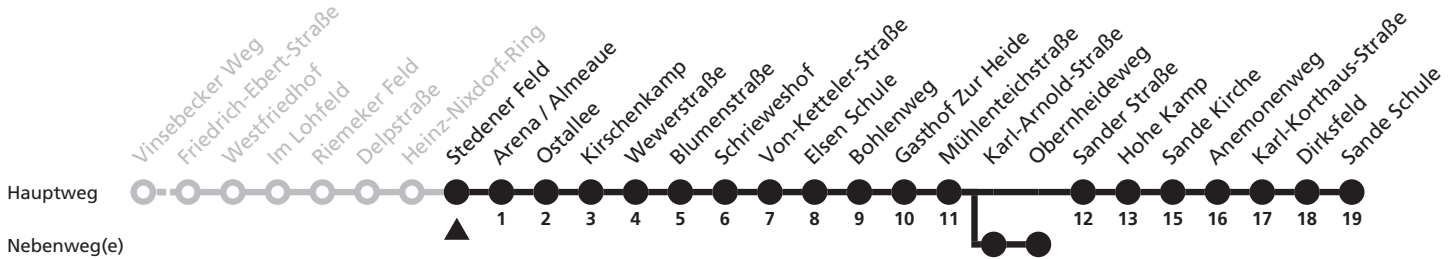 Vinsebecker Weg
Friedrich-Ebert-Straße
Westfriedhof
Im Lohfeld
Riemeker Feld
Delpstraße
Heinz-Nixdorf-Ring
Stedener Feld
Arena / Almeaue
Ostallee
Kirschenkamp
Wewerstraße
Blumenstraße
Schrieweshof
Von-Ketteler-Straße
Elsen Schule
Bohlenweg
Gasthof Zur Heide
Mühlenteichstraße
Karl-Arnold-Straße
Obernheideweg
Sander Straße
Hohe Kamp
Sande Kirche
Anemonenweg
Karl-Korthaus-Straße
Dirksfeld
Sande Schule
Hauptweg
1 2 3 4 5 6 7 8 9 10 11 12 13 15 16 17 18 19
Nebenweg(e)